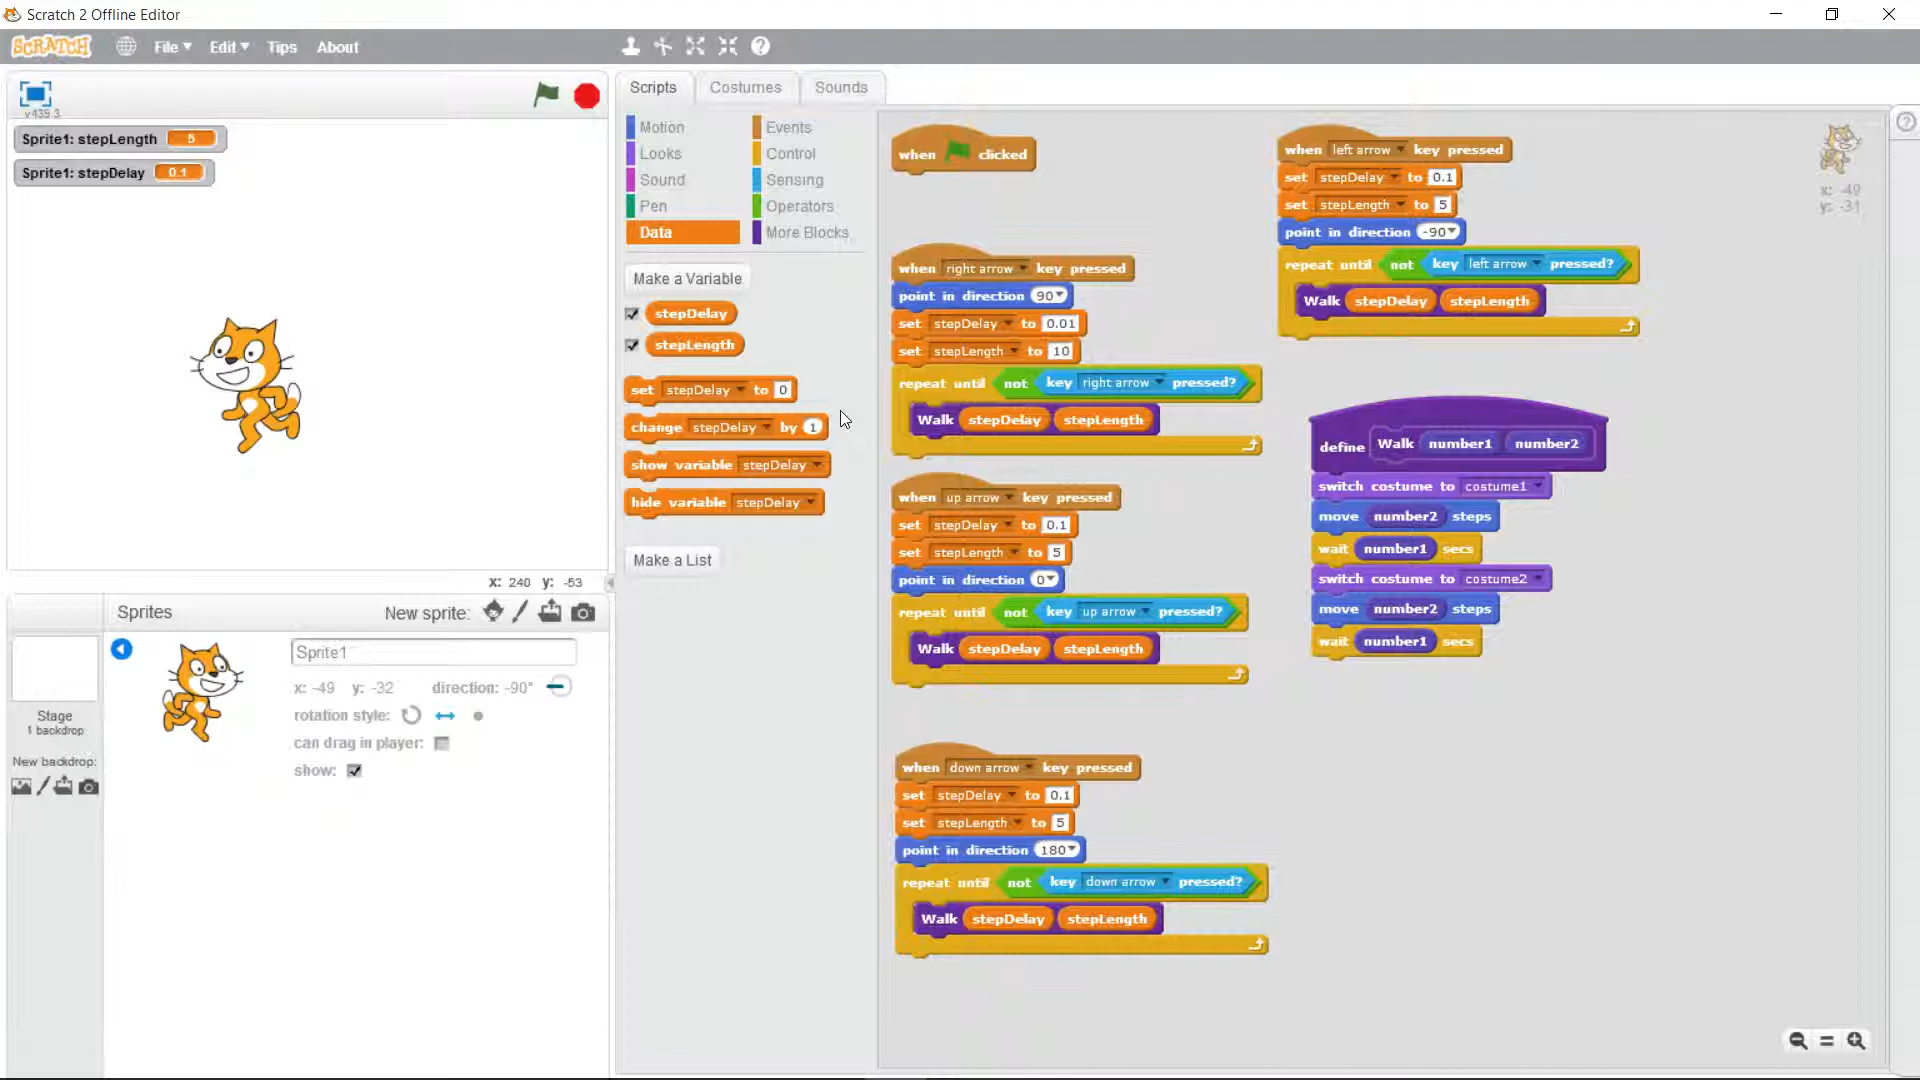 Scratch 2 Offline Editor
SCRATCH File Edit Tips About
v439.3
Sprite1: stepLength 5
Sprite1: stepDelay 0.1
x: 240 y: -53
Sprites New sprite:
Sprite1
x: -49 y: -32 direction: -90°
rotation style:
can drag in player:
show:
Stage
1 backdrop
New backdrop:
Scripts Costumes Sounds
Motion Events
Looks Control
Sound Sensing
Pen Operators
Data More Blocks
Make a Variable
stepDelay
stepLength
set stepDelay to 0
change stepDelay by 1
show variable stepDelay
hide variable stepDelay
Make a List
when clicked
when right arrow key pressed
point in direction 90
set stepDelay to 0.01
set stepLength to 10
repeat until not key right arrow pressed?
Walk stepDelay stepLength
when up arrow key pressed
set stepDelay to 0.1
set stepLength to 5
point in direction 0
repeat until not key up arrow pressed?
Walk stepDelay stepLength
when down arrow key pressed
set stepDelay to 0.1
set stepLength to 5
point in direction 180
repeat until not key down arrow pressed?
Walk stepDelay stepLength
when left arrow key pressed
set stepDelay to 0.1
set stepLength to 5
point in direction -90
repeat until not key left arrow pressed?
Walk stepDelay stepLength
define Walk number1 number2
switch costume to costume1
move number2 steps
wait number1 secs
switch costume to costume2
move number2 steps
wait number1 secs
x: -49
y: -31